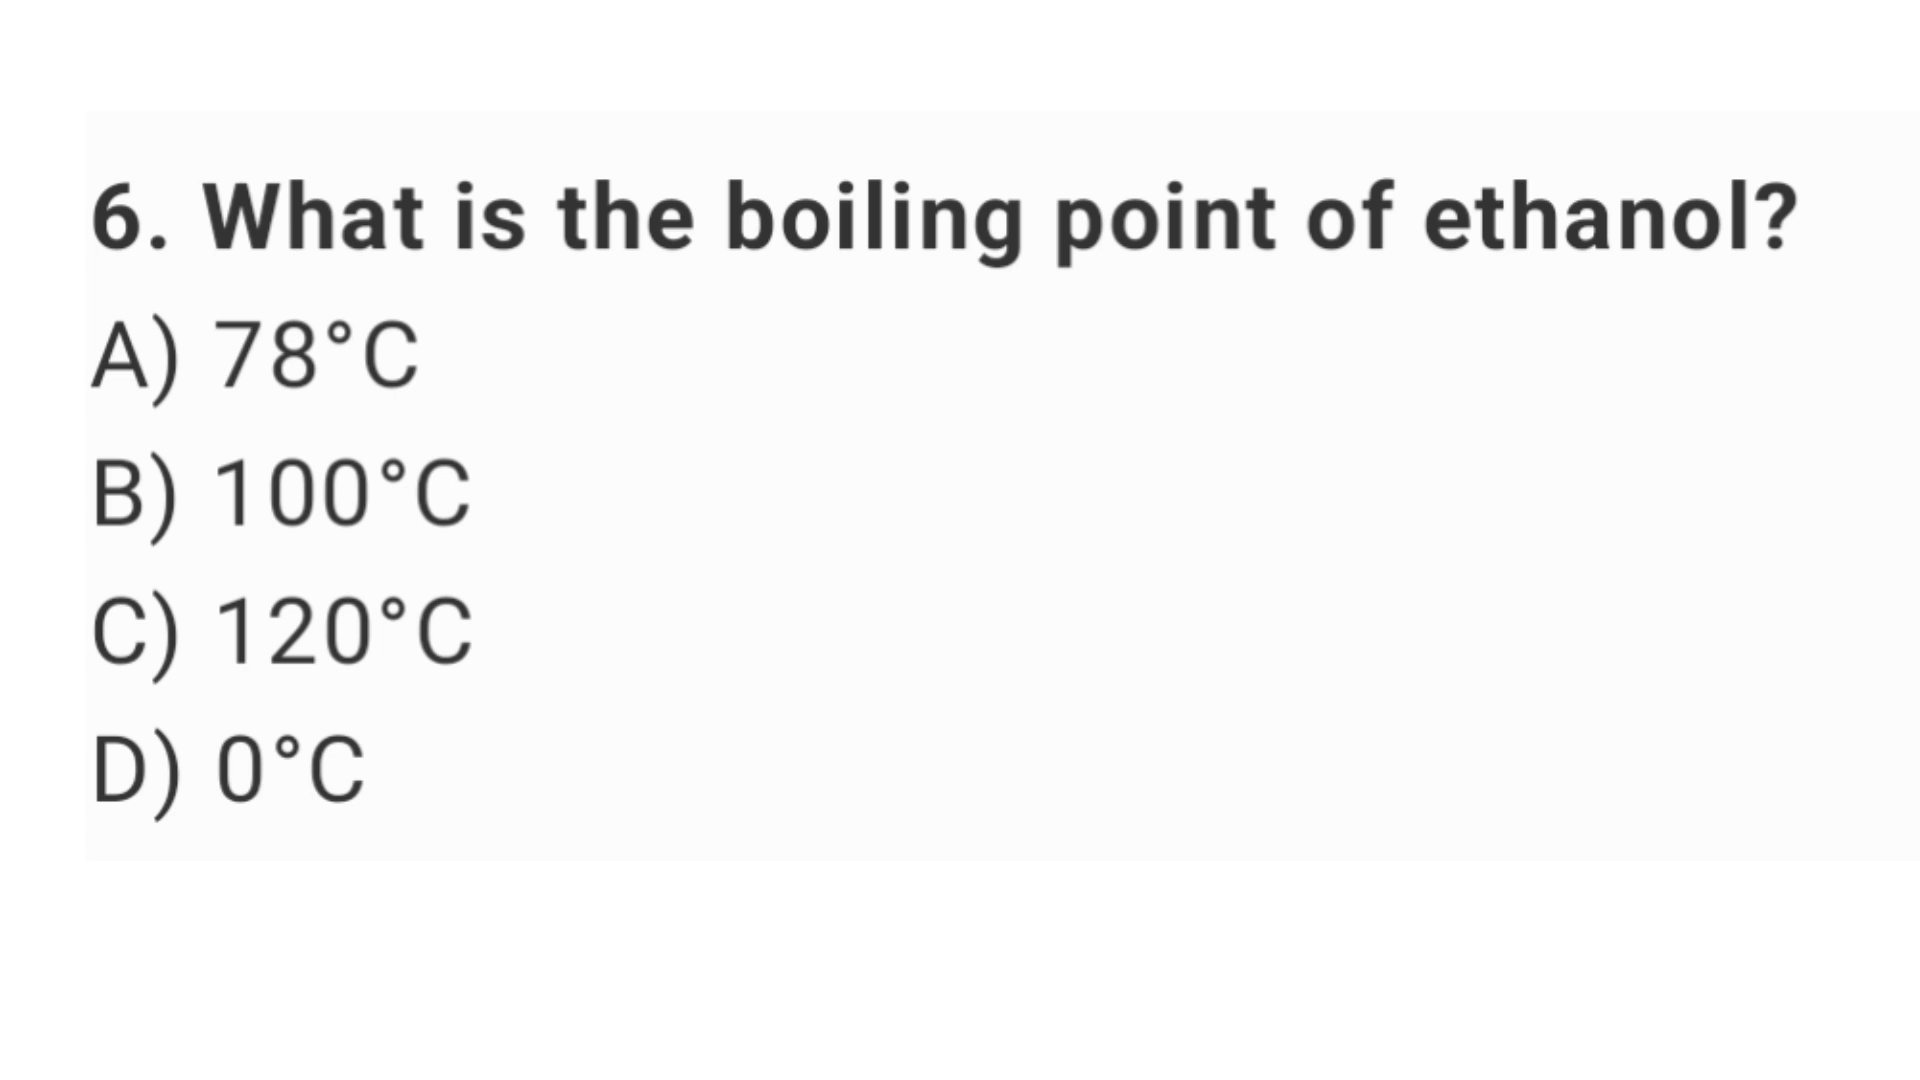 6. What is the boiling point of ethanol?
A) 78°C
B) 100°C
C) 120°C
D) 0°C